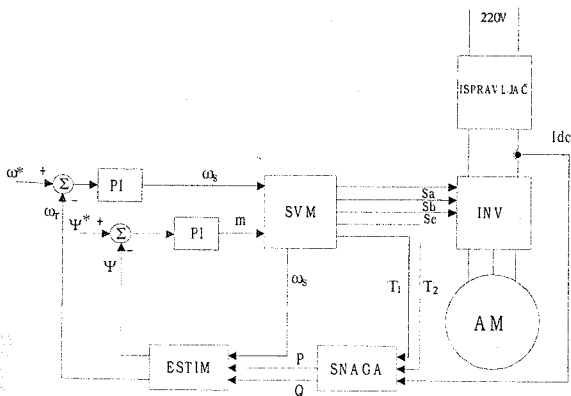 220V
ISPRAVLJAČ
Idc
ω* + Σ - PI ωs
ωr
Ψ* + Σ - PI m
Ψ
SVM
Sa
Sb
Sc
INV
ωs
T1 T2
AM
ESTIM
P
Q
SNAGA